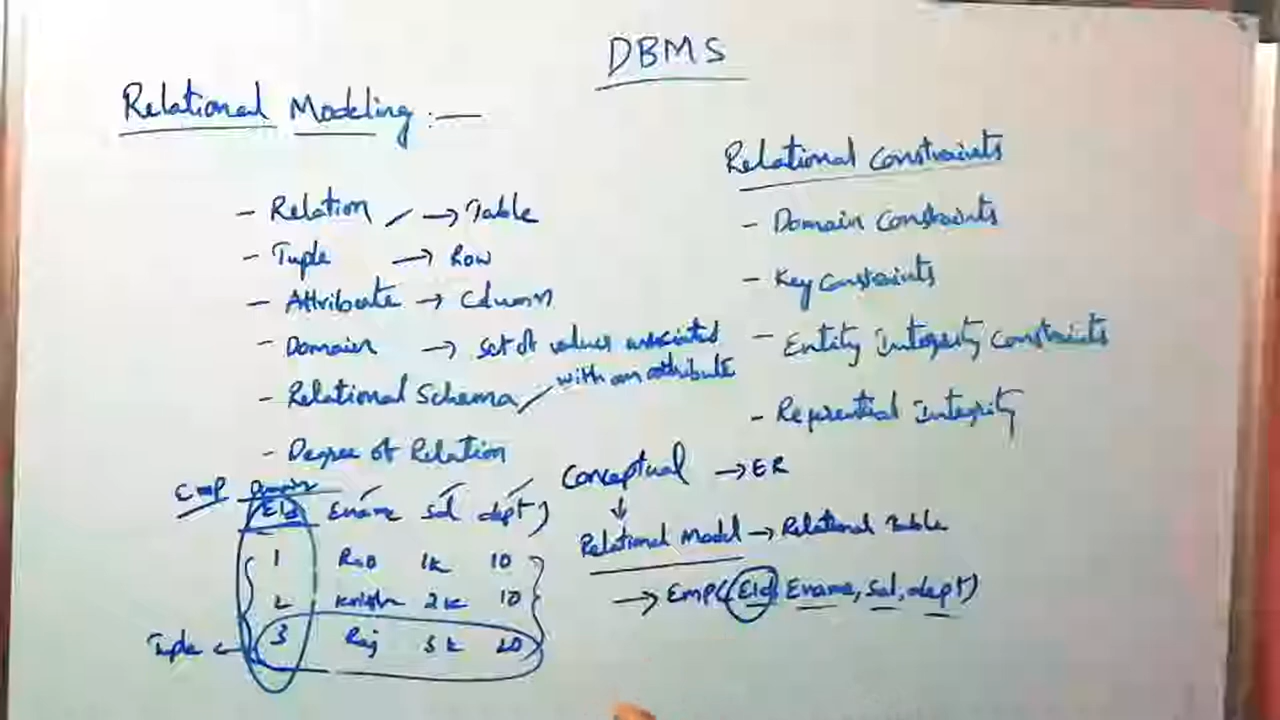 DBMS
Relational Modeling :—
- Relation → Table
- Tuple → Row
- Attribute → Column
- Domain → set of values associated
with an attribute
- Relational Schema
- Degree of Relation
Relational Constraints
- Domain Constraints
- Key constraints
- Entity Integrity constraints
- Referential Integrity
Conceptual → ER
↓
Relational Model → Relational Table
→ Emp(EId, Ename, Sal, dept)
Emp Domain
EId Ename Sal dept)
1 Rao 1k 10
2 krish 2k 10
Tuple ← 3 Raj 3k 20